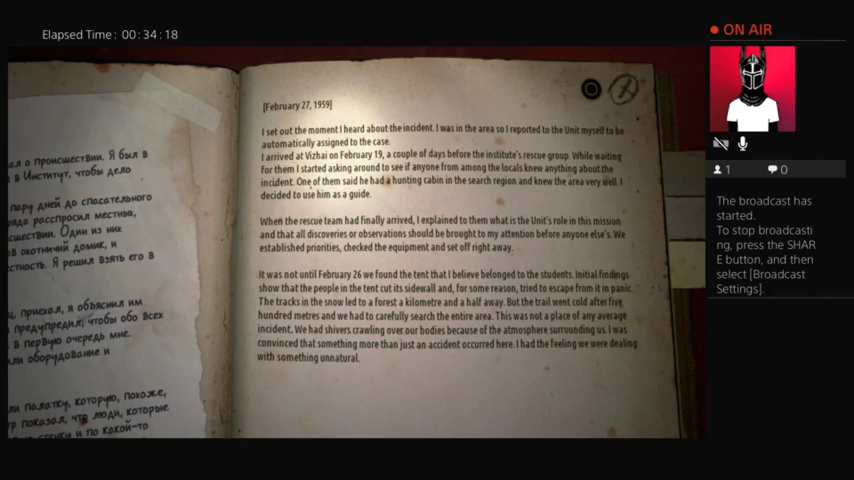 Elapsed Time : 00:34:18
ON AIR
1
0
The broadcast has
started.
To stop broadcasti
ng, press the SHAR
E button, and then
select [Broadcast
Settings].
ал о происшествии. Я был в
в Институт, чтобы дело
пару дней до спасательного
ряда расспросил местных,
сшествии. Один из них
ов охотничий домик, и
стность. Я решил взять его в
ц, приехал, я объяснил им
предупредил, чтобы обо всех
в первую очередь мне.
или оборудование и
ли палатку, которую, похоже,
тр показал, что люди, которые
стенку и по какой-то
[February 27, 1959]
I set out the moment I heard about the incident. I was in the area so I reported to the Unit myself to be
automatically assigned to the case.
I arrived at Vizhai on February 19, a couple of days before the institute's rescue group. While waiting
for them I started asking around to see if anyone from among the locals knew anything about the
incident. One of them said he had a hunting cabin in the search region and knew the area very well. I
decided to use him as a guide.
When the rescue team had finally arrived, I explained to them what is the Unit's role in this mission
and that all discoveries or observations should be brought to my attention before anyone else's. We
established priorities, checked the equipment and set off right away.
It was not until February 26 we found the tent that I believe belonged to the students. Initial findings
show that the people in the tent cut its sidewall and, for some reason, tried to escape from it in panic.
The tracks in the snow led to a forest a kilometre and a half away. But the trail went cold after five
hundred metres and we had to carefully search the entire area. This was not a place of any average
incident. We had shivers crawling over our bodies because of the atmosphere surrounding us. I was
convinced that something more than just an accident occurred here. I had the feeling we were dealing
with something unnatural.